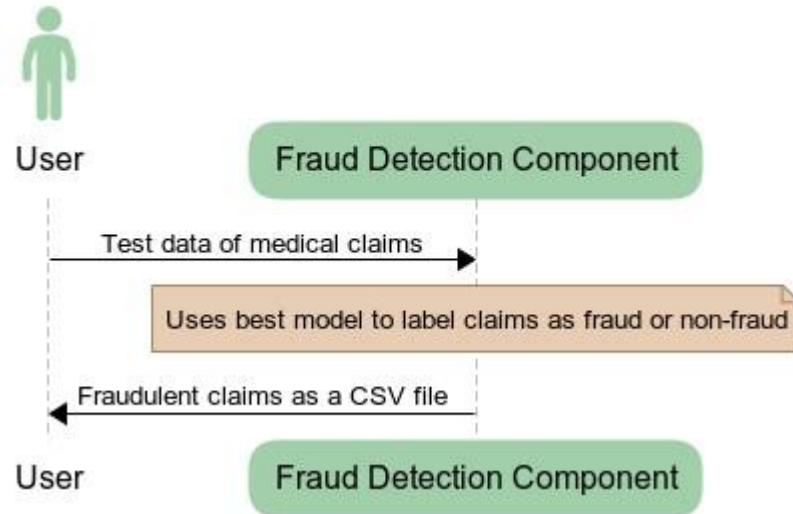 User
Fraud Detection Component
Test data of medical claims
Uses best model to label claims as fraud or non-fraud
Fraudulent claims as a CSV file
User
Fraud Detection Component